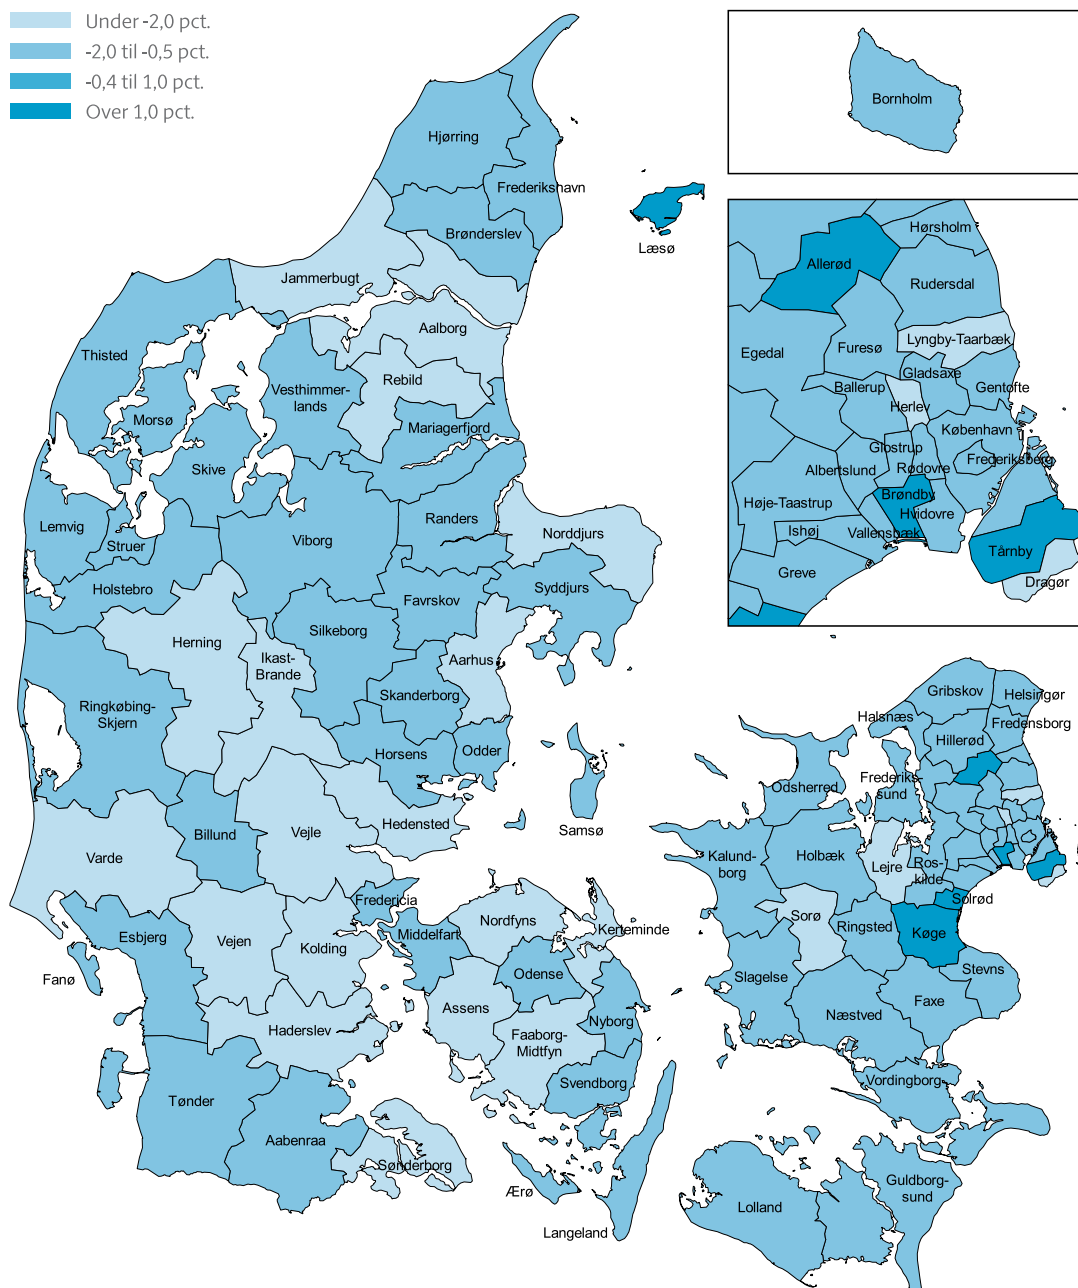 Under -2,0 pct.
-2,0 til -0,5 pct.
-0,4 til 1,0 pct.
Over 1,0 pct.
Bornholm
Hjørring
Frederikshavn
Brønderslev
Læsø
Jammerbugt
Aalborg
Thisted
Rebild
Vesthimmer-
lands
Morsø
Mariagerfjord
Skive
Lemvig
Struer
Viborg
Randers
Norddjurs
Holstebro
Favrskov
Syddjurs
Herning
Silkeborg
Ikast-
Brande
Aarhus
Skanderborg
Ringkøbing-
Skjern
Horsens
Odder
Samsø
Hedensted
Billund
Vejle
Varde
Fredericia
Esbjerg
Vejen
Kolding
Middelfart
Nordfyns
Kerteminde
Odense
Fanø
Assens
Nyborg
Haderslev
Faaborg-
Midtfyn
Svendborg
Tønder
Aabenraa
Sønderborg
Ærø
Langeland
Hørsholm
Allerød
Rudersdal
Egedal
Furesø
Lyngby-Taarbæk
Gladsaxe
Ballerup
Gentofte
Herlev
København
Glostrup
Frederiksberg
Albertslund
Rødovre
Høje-Taastrup
Brøndby
Hvidovre
Ishøj
Vallensbæk
Tårnby
Greve
Dragør
Gribskov
Helsingør
Halsnæs
Fredensborg
Hillerød
Odsherred
Frederiks-
sund
Kalund-
borg
Holbæk
Lejre
Ros-
kilde
Solrød
Sorø
Ringsted
Køge
Slagelse
Stevns
Næstved
Faxe
Vordingborg
Guldborg-
sund
Lolland